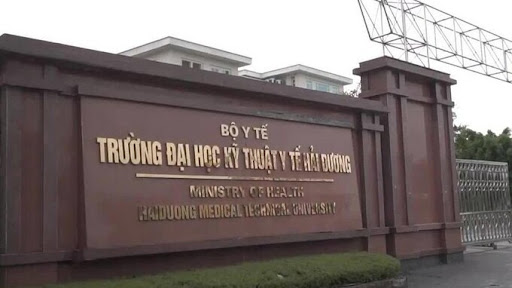 BỘ Y TẾ
TRƯỜNG ĐẠI HỌC KỸ THUẬT Y TẾ HẢI DƯƠNG
MINISTRY OF HEALTH
HAIDUONG MEDICAL TECHNICAL UNIVERSITY